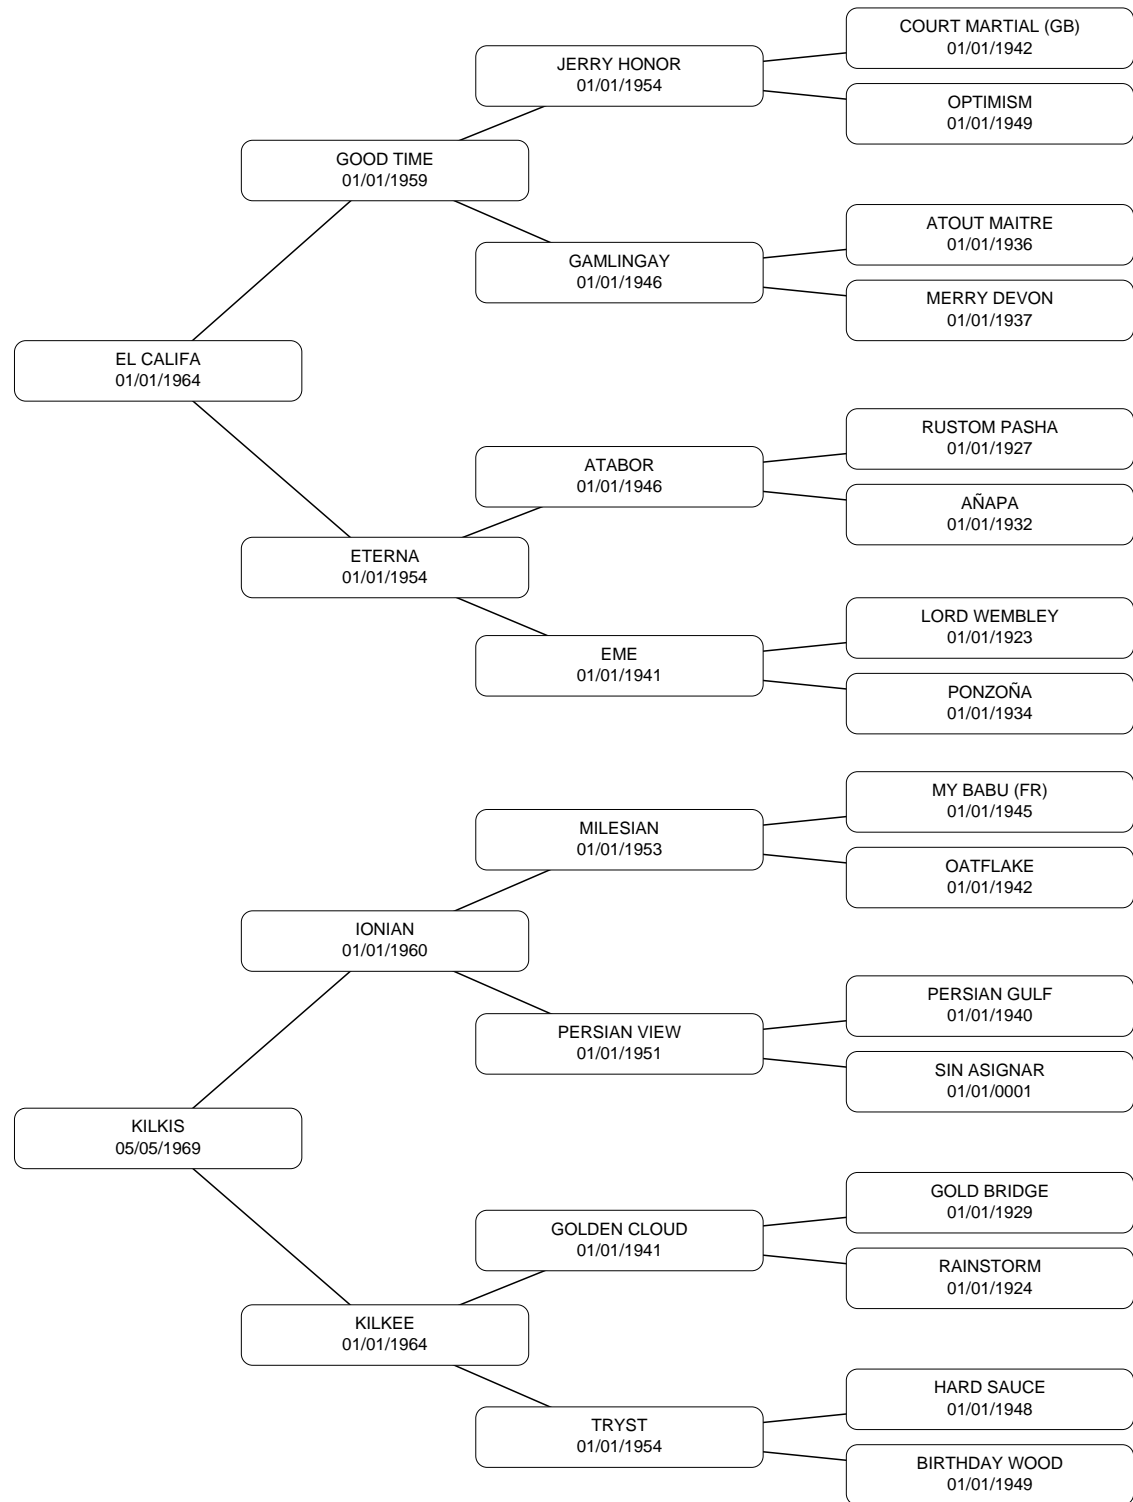 COURT MARTIAL (GB)
01/01/1942
JERRY HONOR
01/01/1954
OPTIMISM
01/01/1949
GOOD TIME
01/01/1959
ATOUT MAITRE
01/01/1936
GAMLINGAY
01/01/1946
MERRY DEVON
01/01/1937
EL CALIFA
01/01/1964
RUSTOM PASHA
01/01/1927
ATABOR
01/01/1946
AÑAPA
01/01/1932
ETERNA
01/01/1954
LORD WEMBLEY
01/01/1923
EME
01/01/1941
PONZOÑA
01/01/1934
MY BABU (FR)
01/01/1945
MILESIAN
01/01/1953
OATFLAKE
01/01/1942
IONIAN
01/01/1960
PERSIAN GULF
01/01/1940
PERSIAN VIEW
01/01/1951
SIN ASIGNAR
01/01/0001
KILKIS
05/05/1969
GOLD BRIDGE
01/01/1929
GOLDEN CLOUD
01/01/1941
RAINSTORM
01/01/1924
KILKEE
01/01/1964
HARD SAUCE
01/01/1948
TRYST
01/01/1954
BIRTHDAY WOOD
01/01/1949